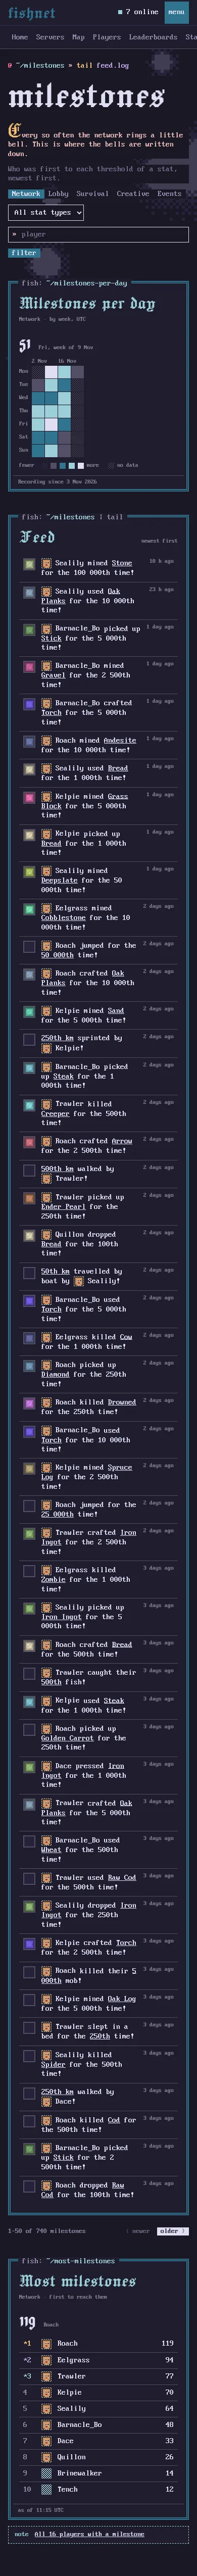 fishnet
7 online
menu
Home Servers Map Players Leaderboards Sta
@ ~/milestones » tail feed.log
milestones
Every so often the network rings a little
bell. This is where the bells are written
down.
Who was first to each threshold of a stat,
newest first.
Network Lobby Survival Creative Events
All stat types
» player
filter
fish: ~/milestones-per-day
Milestones per day
Network · by week, UTC
51 Fri, week of 9 Nov
2 Nov 16 Nov
Mon
Tue
Wed
Thu
Fri
Sat
Sun
fewer more no data
Recording since 3 Nov 2026
fish: ~/milestones | tail
Feed
newest first
Sealily mined Stone
for the 100 000th time!
18 h ago
Sealily used Oak
Planks for the 10 000th
time!
23 h ago
Barnacle_Bo picked up
Stick for the 5 000th
time!
1 day ago
Barnacle_Bo mined
Gravel for the 2 500th
time!
1 day ago
Barnacle_Bo crafted
Torch for the 5 000th
time!
1 day ago
Roach mined Andesite
for the 10 000th time!
1 day ago
Sealily used Bread
for the 1 000th time!
1 day ago
Kelpie mined Grass
Block for the 5 000th
time!
1 day ago
Kelpie picked up
Bread for the 1 000th
time!
1 day ago
Sealily mined
Deepslate for the 50
000th time!
1 day ago
Eelgrass mined
Cobblestone for the 10
000th time!
2 days ago
Roach jumped for the
50 000th time!
2 days ago
Roach crafted Oak
Planks for the 10 000th
time!
2 days ago
Kelpie mined Sand
for the 5 000th time!
2 days ago
250th km sprinted by
Kelpie!
2 days ago
Barnacle_Bo picked
up Steak for the 1
000th time!
2 days ago
Trawler killed
Creeper for the 500th
time!
2 days ago
Roach crafted Arrow
for the 2 500th time!
2 days ago
500th km walked by
Trawler!
2 days ago
Trawler picked up
Ender Pearl for the
250th time!
2 days ago
Quillon dropped
Bread for the 100th
time!
2 days ago
50th km travelled by
boat by Sealily!
2 days ago
Barnacle_Bo used
Torch for the 5 000th
time!
2 days ago
Eelgrass killed Cow
for the 1 000th time!
2 days ago
Roach picked up
Diamond for the 250th
time!
2 days ago
Roach killed Drowned
for the 250th time!
2 days ago
Barnacle_Bo used
Torch for the 10 000th
time!
2 days ago
Kelpie mined Spruce
Log for the 2 500th
time!
2 days ago
Roach jumped for the
25 000th time!
2 days ago
Trawler crafted Iron
Ingot for the 2 500th
time!
2 days ago
Eelgrass killed
Zombie for the 1 000th
time!
3 days ago
Sealily picked up
Iron Ingot for the 5
000th time!
3 days ago
Roach crafted Bread
for the 500th time!
3 days ago
Trawler caught their
500th fish!
3 days ago
Kelpie used Steak
for the 1 000th time!
3 days ago
Roach picked up
Golden Carrot for the
250th time!
3 days ago
Dace pressed Iron
Ingot for the 1 000th
time!
3 days ago
Trawler crafted Oak
Planks for the 5 000th
time!
3 days ago
Barnacle_Bo used
Wheat for the 500th
time!
3 days ago
Trawler used Raw Cod
for the 500th time!
3 days ago
Sealily dropped Iron
Ingot for the 250th
time!
3 days ago
Kelpie crafted Torch
for the 2 500th time!
3 days ago
Roach killed their 5
000th mob!
3 days ago
Kelpie mined Oak Log
for the 5 000th time!
3 days ago
Trawler slept in a
bed for the 250th time!
3 days ago
Sealily killed
Spider for the 500th
time!
3 days ago
250th km walked by
Dace!
3 days ago
Roach killed Cod for
the 500th time!
3 days ago
Barnacle_Bo picked
up Stick for the 2
500th time!
3 days ago
Roach dropped Raw
Cod for the 100th time!
3 days ago
1-50 of 740 milestones
⟨ newer
older ⟩
fish: ~/most-milestones
Most milestones
Network · first to reach them
119 Roach
*1 Roach 119
*2 Eelgrass 94
*3 Trawler 77
4 Kelpie 70
5 Sealily 64
6 Barnacle_Bo 48
7 Dace 33
8 Quillon 26
9 Brinewalker 14
10 Tench 12
as of 11:15 UTC
note All 16 players with a milestone